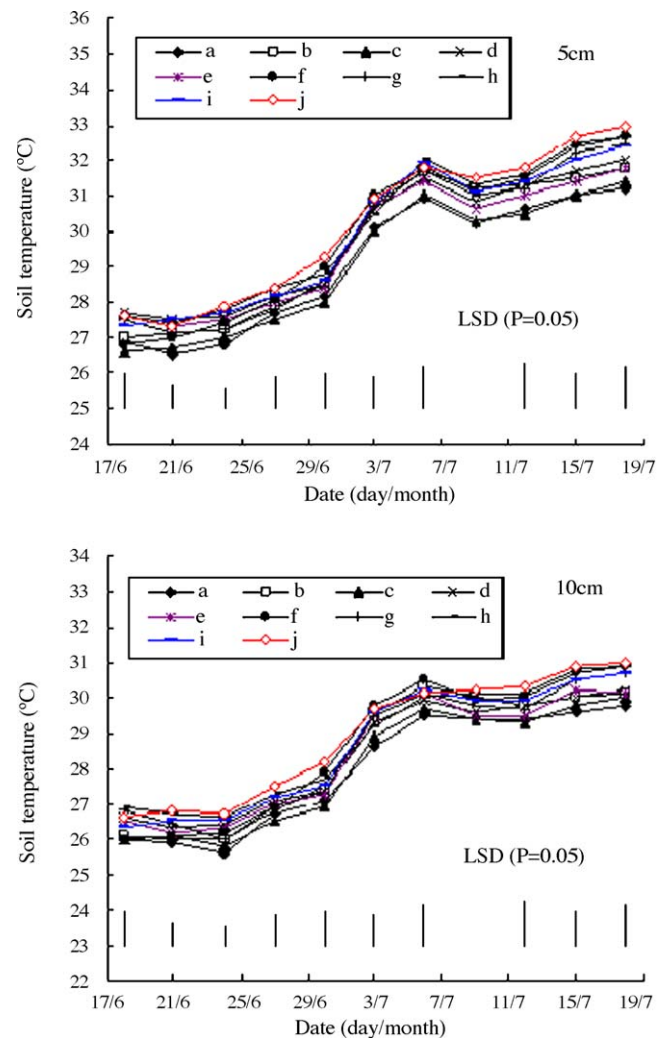 36
35
34
33
32
31
30
29
28
27
26
25
24
Soil temperature (°C)
a b c d
e f g h
i j
5cm
LSD (P=0.05)
17/6 21/6 25/6 29/6 3/7 7/7 11/7 15/7 19/7
Date (day/month)
34
33
32
31
30
29
28
27
26
25
24
23
22
Soil temperature (°C)
a b c d
e f g h
i j
10cm
LSD (P=0.05)
17/6 21/6 25/6 29/6 3/7 7/7 11/7 15/7 19/7
Date (day/month)